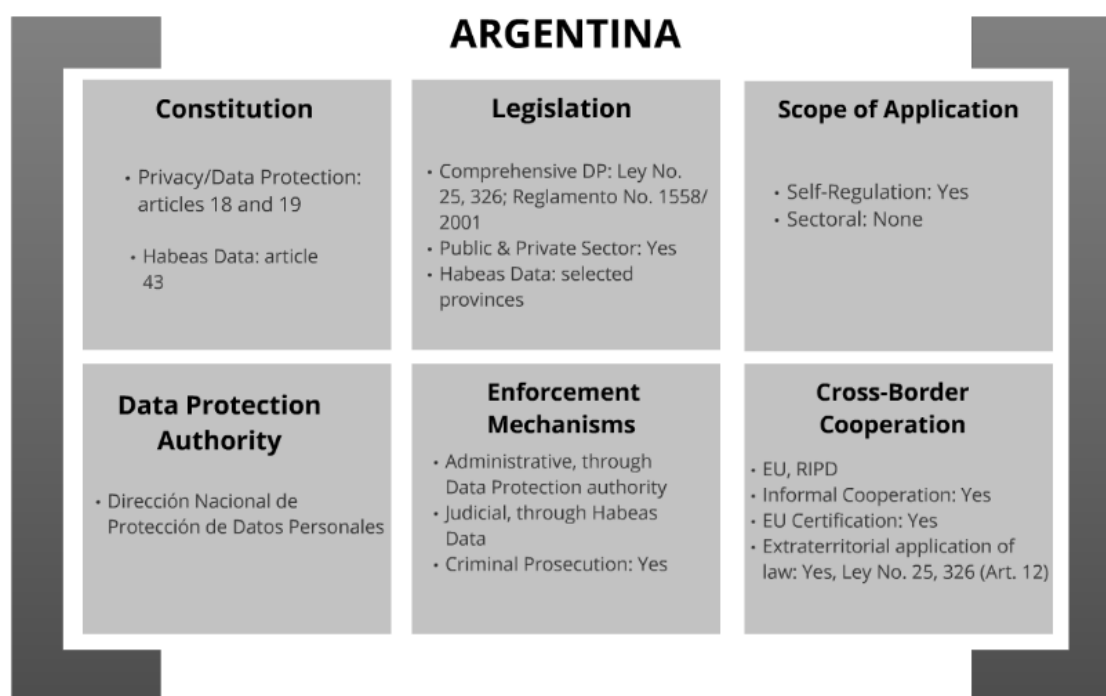 ARGENTINA
Constitution
• Privacy/Data Protection:
articles 18 and 19
• Habeas Data: article
43
Legislation
• Comprehensive DP: Ley No.
25, 326; Reglamento No. 1558/
2001
• Public & Private Sector: Yes
• Habeas Data: selected
provinces
Scope of Application
• Self-Regulation: Yes
• Sectoral: None
Data Protection
Authority
• Dirección Nacional de
Protección de Datos Personales
Enforcement
Mechanisms
• Administrative, through
Data Protection authority
• Judicial, through Habeas
Data
• Criminal Prosecution: Yes
Cross-Border
Cooperation
• EU, RIPD
• Informal Cooperation: Yes
• EU Certification: Yes
• Extraterritorial application of
law: Yes, Ley No. 25, 326 (Art. 12)